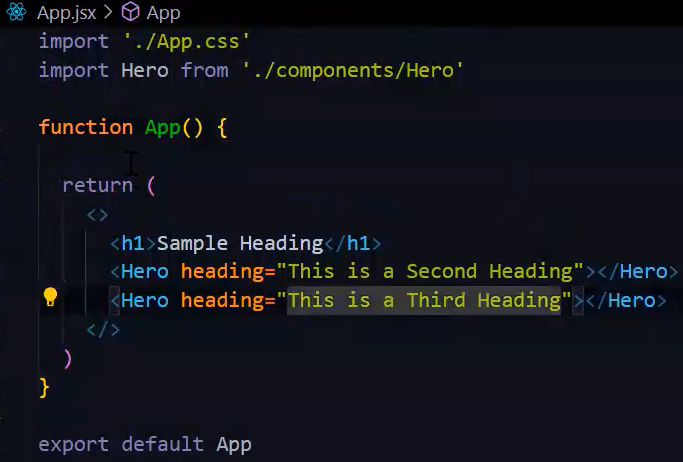 App.jsx > App
import './App.css'
import Hero from './components/Hero'
function App() {
return (
<>
<h1>Sample Heading</h1>
<Hero heading="This is a Second Heading"></Hero>
<Hero heading="This is a Third Heading"></Hero>
</>
)
}
export default App